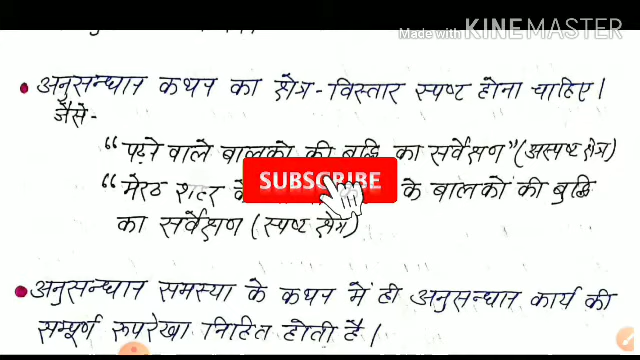 Made with KINEMASTER
• अनुसन्धान कथन का क्षेत्र-विस्तार स्पष्ट होना चाहिए।
जैसे-
“ पढ़ने वाले बालकों की बुद्धि का सर्वेक्षण” (अस्पष्ट क्षेत्र)
SUBSCRIBE
“ मेरठ शहर के के बालकों की बुद्धि
का सर्वेक्षण (स्पष्ट क्षेत्र)
• अनुसन्धान समस्या के कथन में ही अनुसन्धान कार्य की
सम्पूर्ण रुपरेखा निहित होती है।